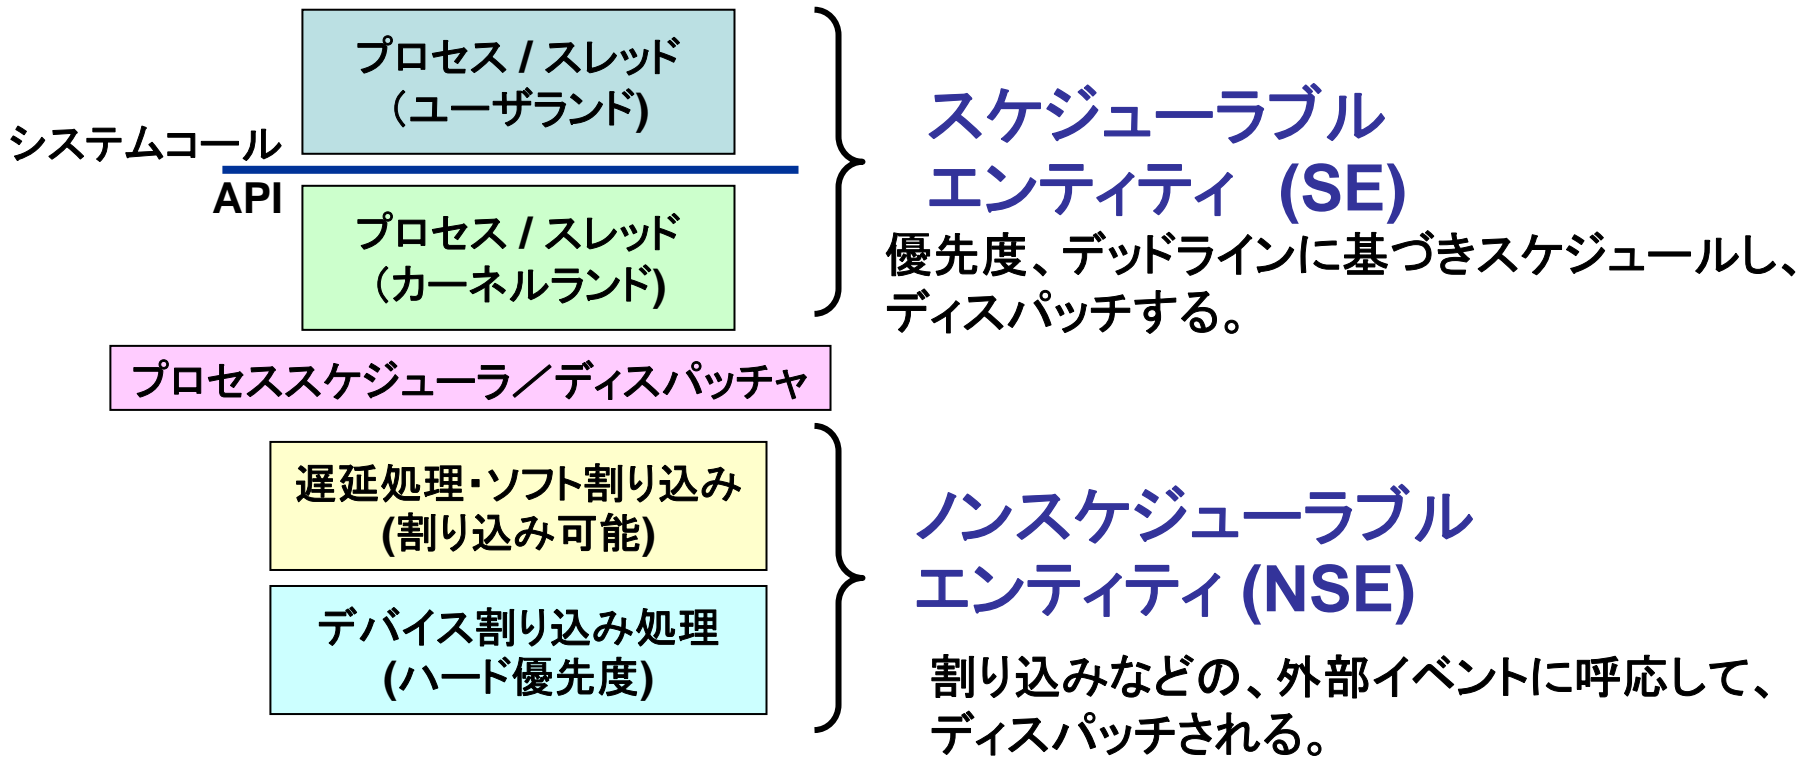 プロセス / スレッド
（ユーザランド)
システムコール
API
プロセス / スレッド
（カーネルランド)
スケジューラブル
エンティティ (SE)
優先度、デッドラインに基づきスケジュールし、
ディスパッチする。
プロセススケジューラ／ディスパッチャ
遅延処理・ソフト割り込み
(割り込み可能)
デバイス割り込み処理
(ハード優先度)
ノンスケジューラブル
エンティティ (NSE)
割り込みなどの、外部イベントに呼応して、
ディスパッチされる。